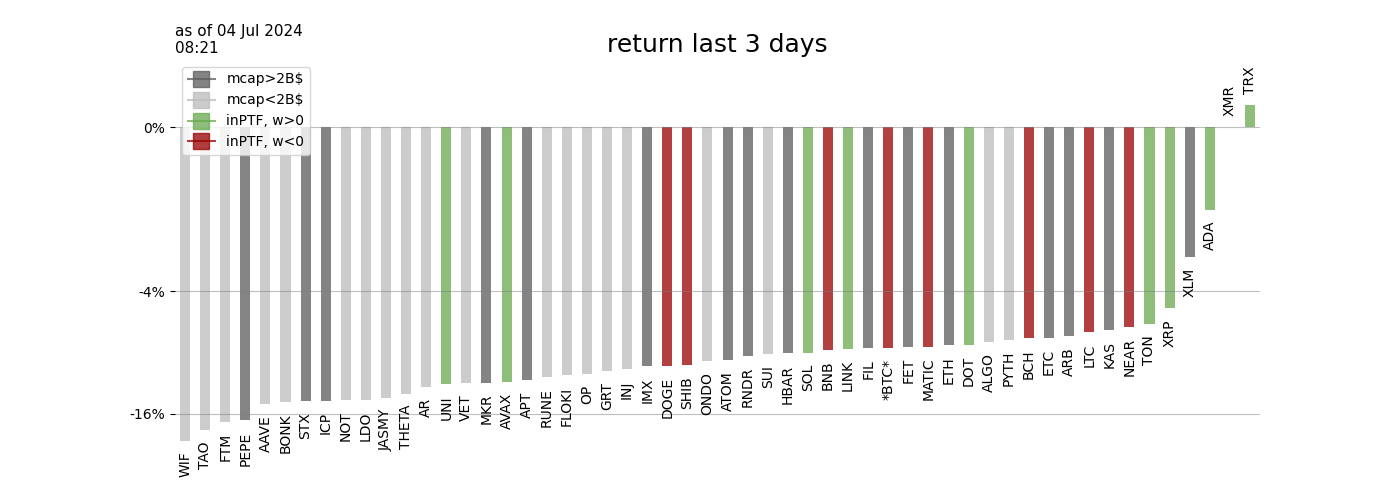 as of 04 Jul 2024
08:21
return last 3 days
mcap>2B$
mcap<2B$
inPTF, w>0
inPTF, w<0
0%
-4%
-16%
WIF
TAO
FTM
PEPE
AAVE
BONK
STX
ICP
NOT
LDO
JASMY
THETA
AR
UNI
VET
MKR
AVAX
APT
RUNE
FLOKI
OP
GRT
INJ
IMX
DOGE
SHIB
ONDO
ATOM
RNDR
SUI
HBAR
SOL
BNB
LINK
FIL
*BTC*
FET
MATIC
ETH
DOT
ALGO
PYTH
BCH
ETC
ARB
LTC
KAS
NEAR
TON
XRP
XLM
ADA
XMR
TRX